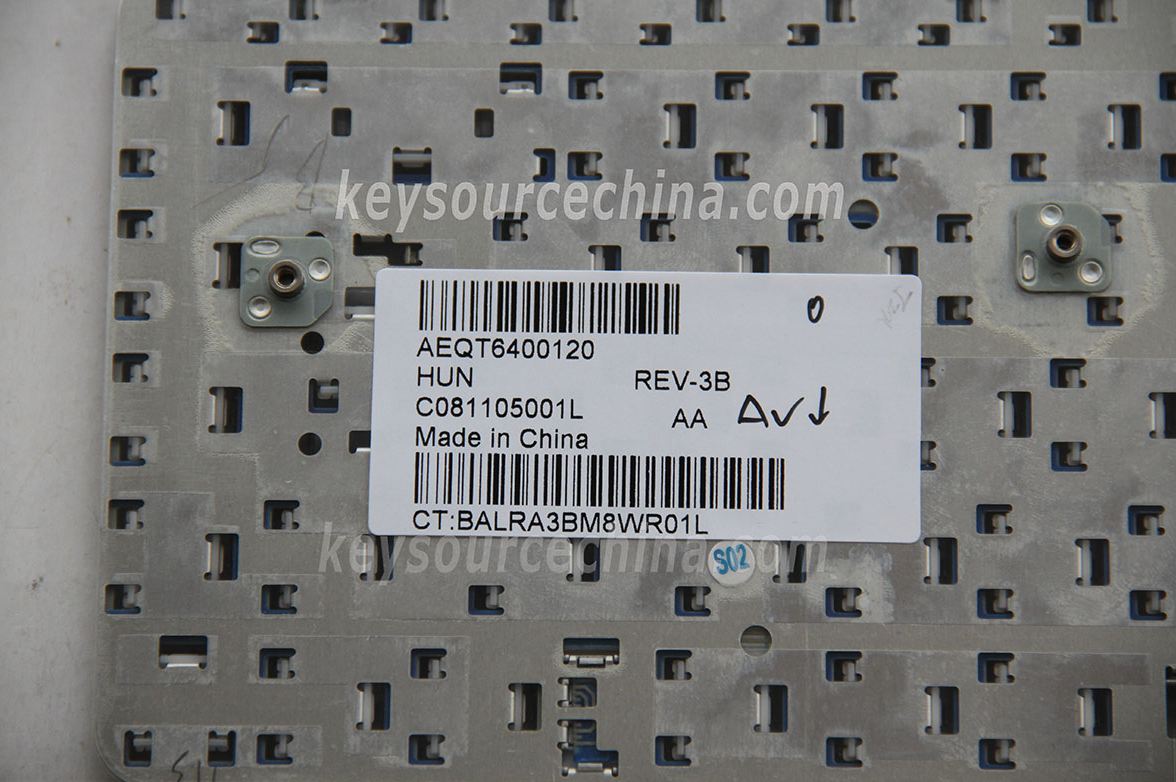 keysourcechina.com
0
AEQT6400120
HUN REV-3B
C081105001L AA
Made in China
CT:BALRA3BM8WR01L
keysourcechina.com
S02